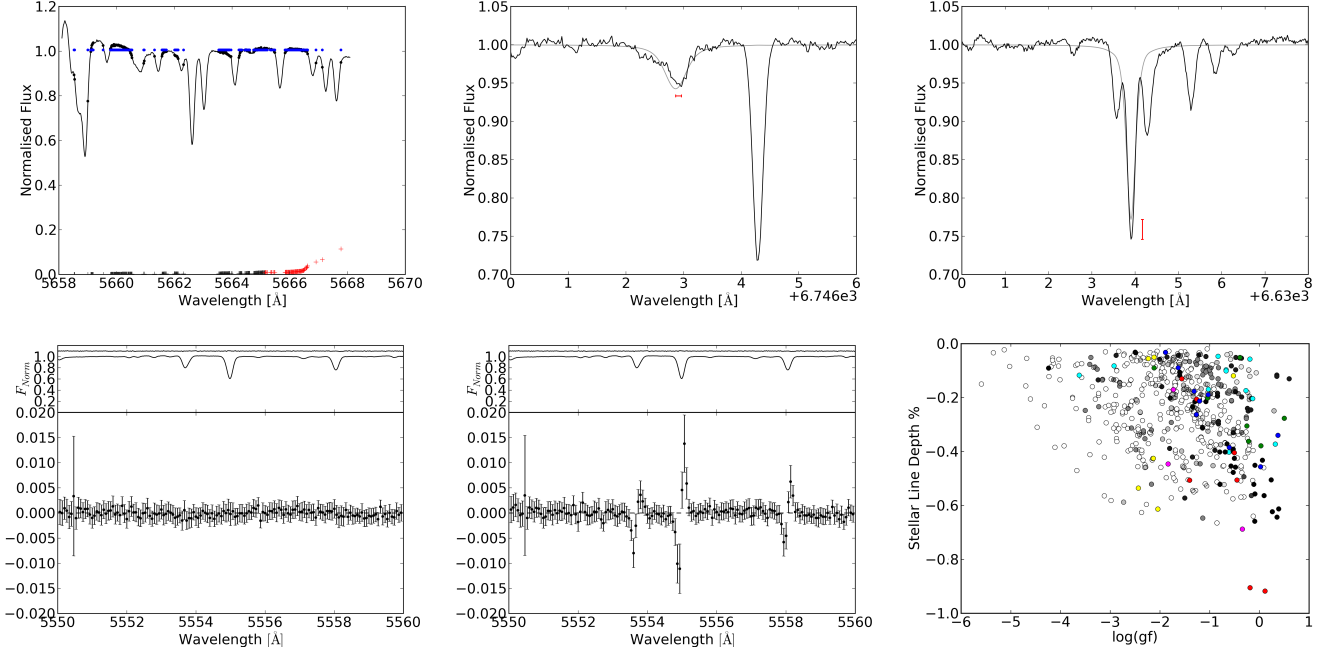 1.2
1.0
0.8
0.6
0.4
0.2
0.0
Normalised Flux
5658 5660 5662 5664 5666 5668 5670
Wavelength [Å]
1.05
1.00
0.95
0.90
0.85
0.80
0.75
0.70
Normalised Flux
0 1 2 3 4 5 6
Wavelength [Å]
+6.746e3
1.05
1.00
0.95
0.90
0.85
0.80
0.75
0.70
Normalised Flux
0 1 2 3 4 5 6 7 8
Wavelength [Å]
+6.63e3
1.0
0.8
0.6
0.4
0.2
F_Norm
0.020
0.015
0.010
0.005
0.000
−0.005
−0.010
−0.015
−0.020
5550 5552 5554 5556 5558 5560
Wavelength [Å]
1.0
0.8
0.6
0.4
0.2
F_Norm
0.020
0.015
0.010
0.005
0.000
−0.005
−0.010
−0.015
−0.020
5550 5552 5554 5556 5558 5560
Wavelength [Å]
0.0
−0.2
−0.4
−0.6
−0.8
−1.0
Stellar Line Depth %
−6 −5 −4 −3 −2 −1 0 1
log(gf)